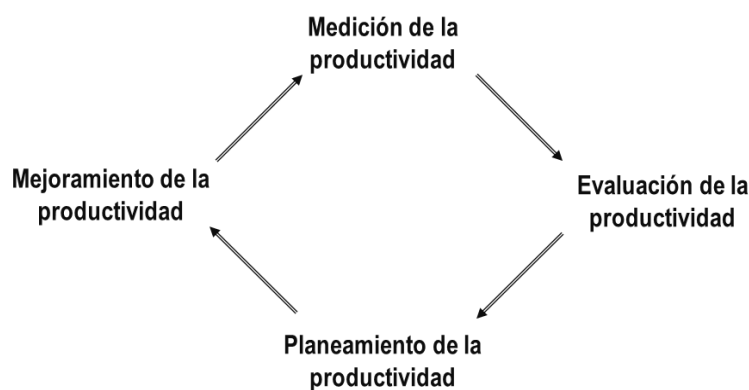 Medición de la
productividad
Mejoramiento de la
productividad
Evaluación de la
productividad
Planeamiento de la
productividad